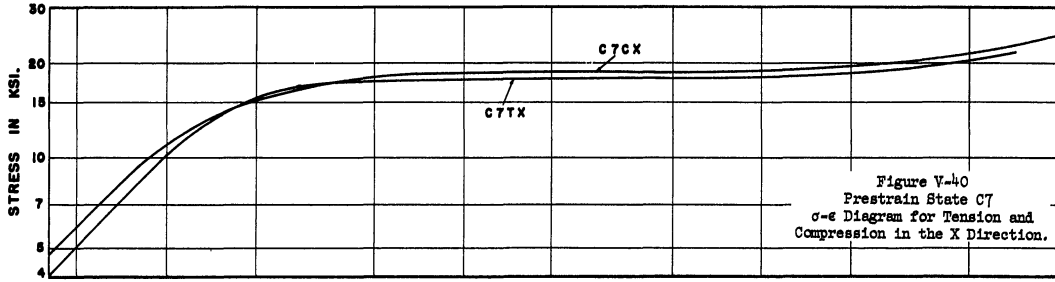 30
20
15
10
7
5
4
STRESS IN KSI.
C7CX
C7TX
Figure V-40
Prestrain State C7
σ-ε Diagram for Tension and
Compression in the X Direction.